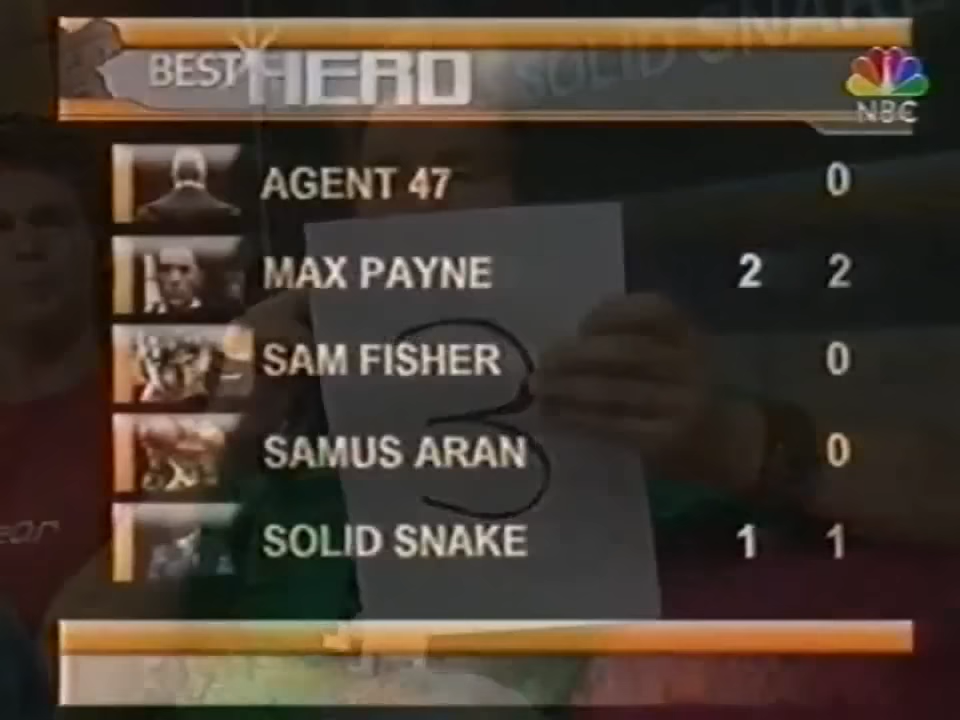 SOLID SNAKE
BEST HERO
NBC
AGENT 47 0
MAX PAYNE 2 2
SAM FISHER 0
SAMUS ARAN 0
SOLID SNAKE 1 1
3
ear